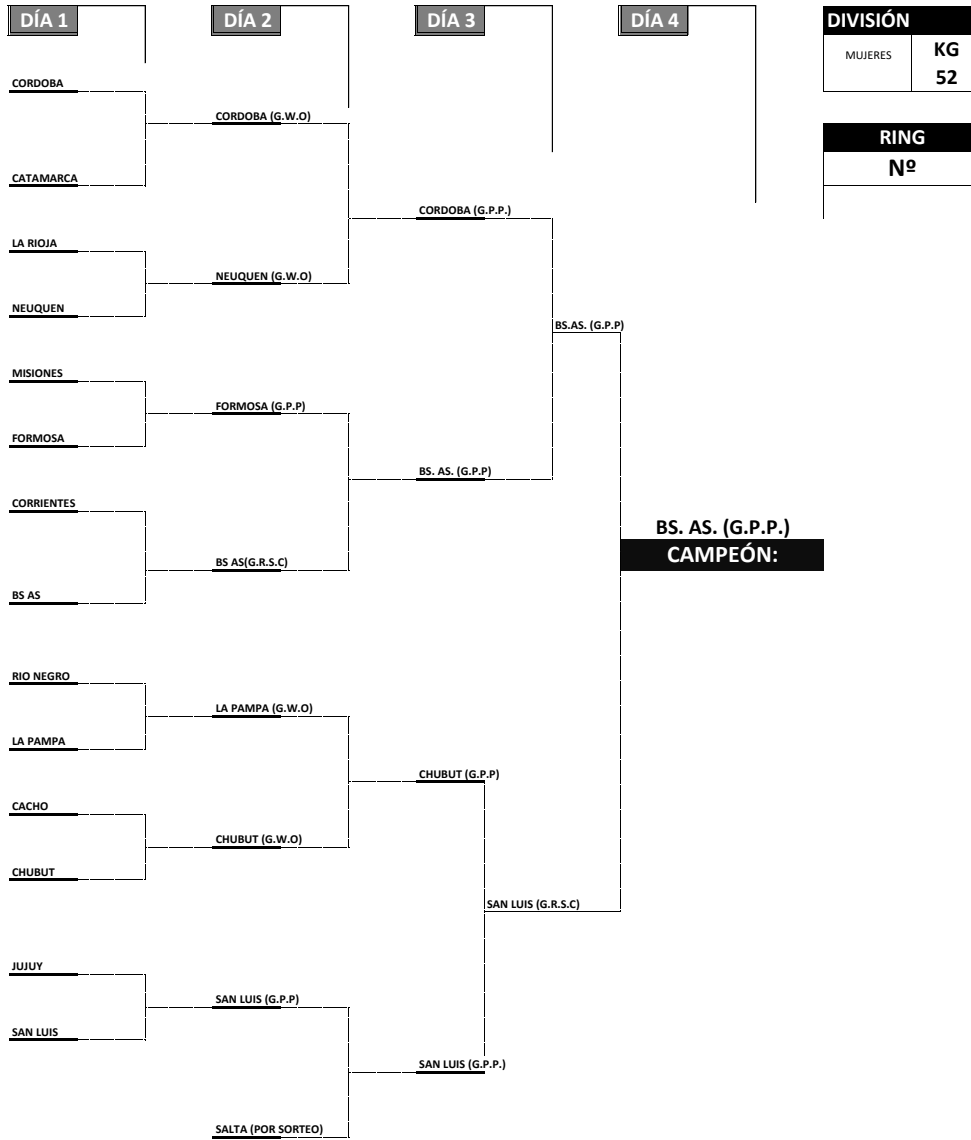 DÍA 1
DÍA 2
DÍA 3
DÍA 4
DIVISIÓN
MUJERES
KG
52
RING
Nº
CORDOBA
CORDOBA (G.W.O)
CATAMARCA
CORDOBA (G.P.P.)
LA RIOJA
NEUQUEN (G.W.O)
NEUQUEN
BS.AS. (G.P.P)
MISIONES
FORMOSA (G.P.P)
FORMOSA
BS. AS. (G.P.P)
CORRIENTES
BS. AS. (G.P.P.)
CAMPEÓN:
BS AS(G.R.S.C)
BS AS
RIO NEGRO
LA PAMPA (G.W.O)
LA PAMPA
CHUBUT (G.P.P)
CACHO
CHUBUT (G.W.O)
CHUBUT
SAN LUIS (G.R.S.C)
JUJUY
SAN LUIS (G.P.P)
SAN LUIS
SAN LUIS (G.P.P.)
SALTA (POR SORTEO)